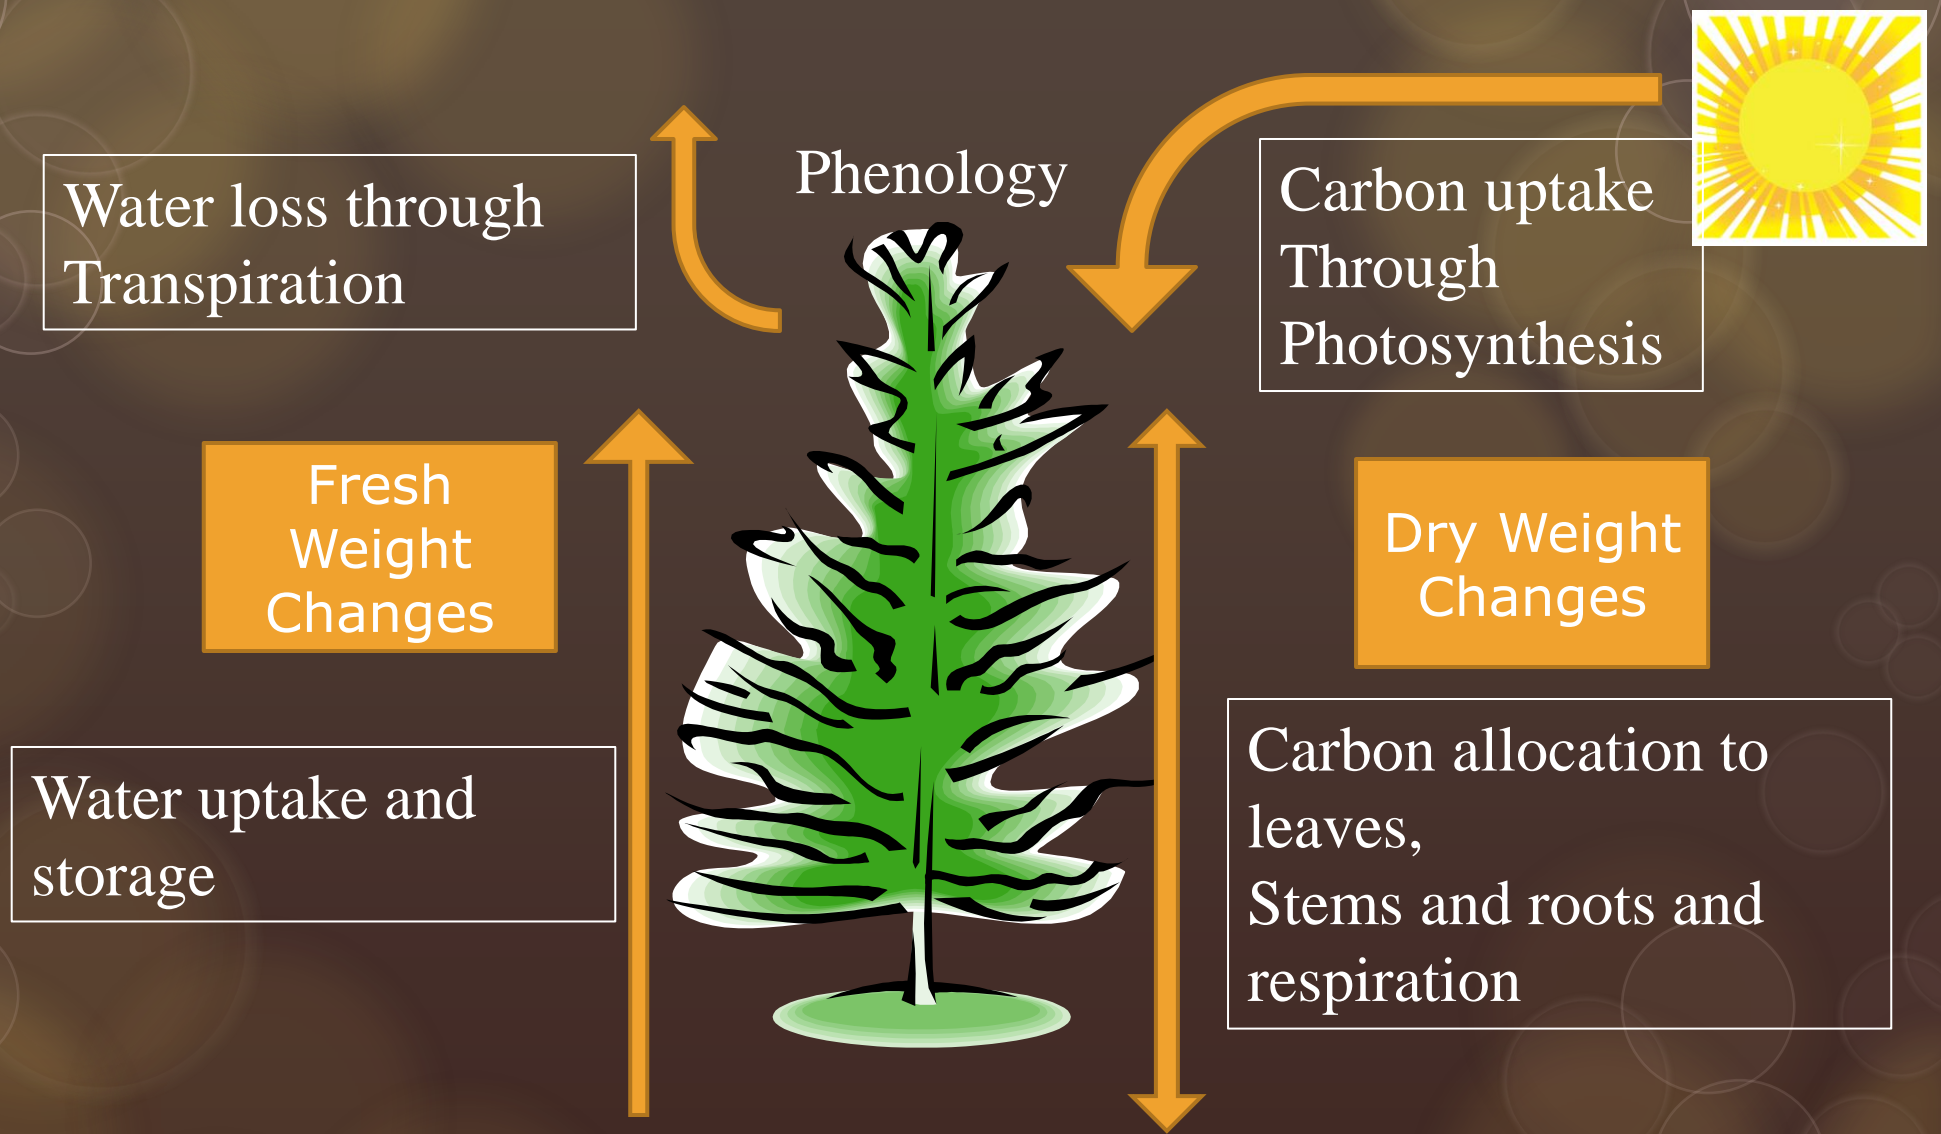 Phenology
Water loss through
Transpiration
Carbon uptake
Through
Photosynthesis
Fresh
Weight
Changes
Dry Weight
Changes
Water uptake and
storage
Carbon allocation to
leaves,
Stems and roots and
respiration